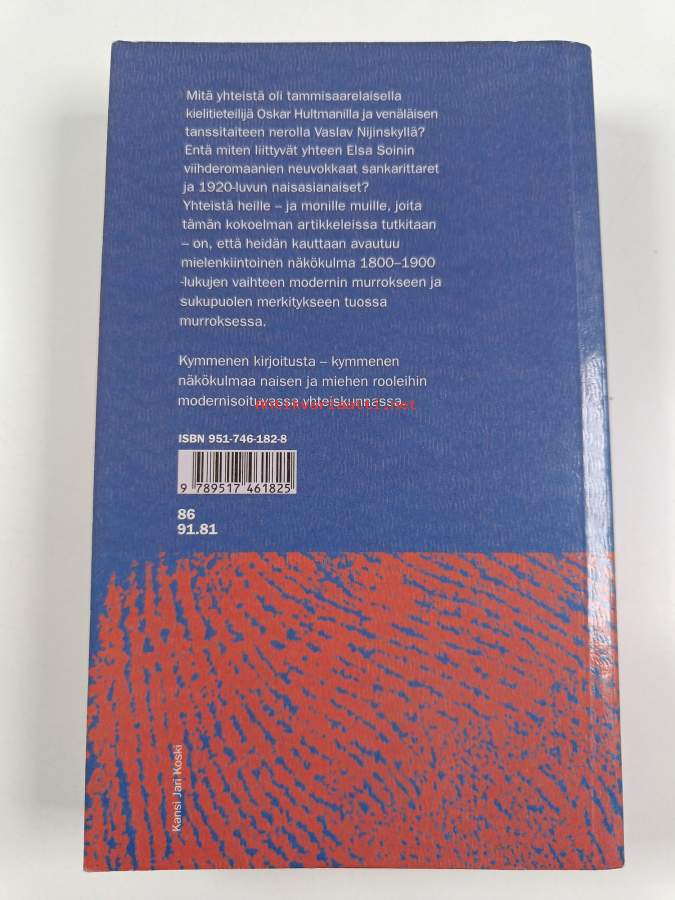 Mitä yhteistä oli tammisaarelaisella
kielitieteilijä Oskar Hultmanilla ja venäläisen
tanssitaiteen nerolla Vaslav Nijinskyllä?
Entä miten liittyvät yhteen Elsa Soinin
viihderomaanien neuvokkaat sankarittaret
ja 1920-luvun naisasianaiset?
Yhteistä heille – ja monille muille, joita
tämän kokoelman artikkeleissa tutkitaan
– on, että heidän kauttaan avautuu
mielenkiintoinen näkökulma 1800–1900
-lukujen vaihteen modernin murrokseen ja
sukupuolen merkitykseen tuossa
murroksessa.
Kymmenen kirjoitusta – kymmenen
näkökulmaa naisen ja miehen rooleihin
modernisoituvassa yhteiskunnassa.
Antikvariaatti.net
ISBN 951-746-182-8
9 789517 461825
86
91.81
Kansi Jari Koski